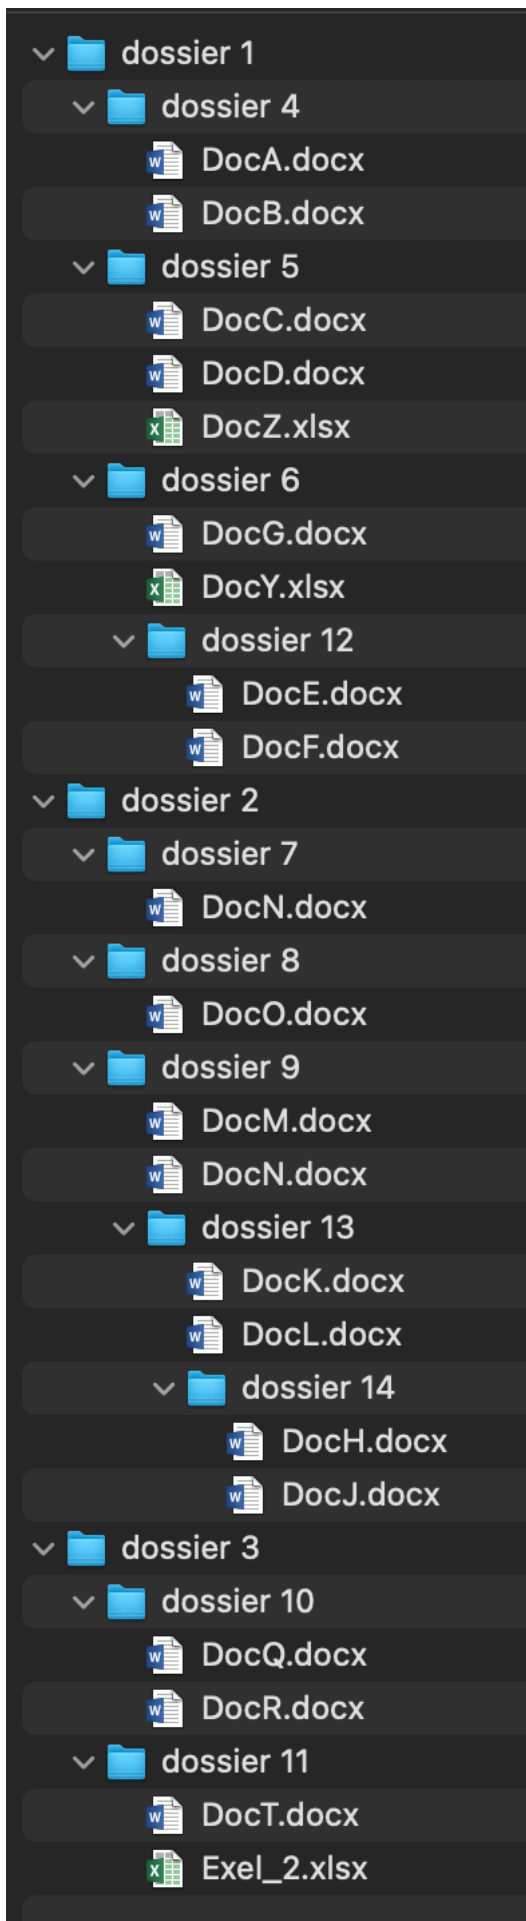 dossier 1
dossier 4
DocA.docx
DocB.docx
dossier 5
DocC.docx
DocD.docx
DocZ.xlsx
dossier 6
DocG.docx
DocY.xlsx
dossier 12
DocE.docx
DocF.docx
dossier 2
dossier 7
DocN.docx
dossier 8
DocO.docx
dossier 9
DocM.docx
DocN.docx
dossier 13
DocK.docx
DocL.docx
dossier 14
DocH.docx
DocJ.docx
dossier 3
dossier 10
DocQ.docx
DocR.docx
dossier 11
DocT.docx
Exel_2.xlsx